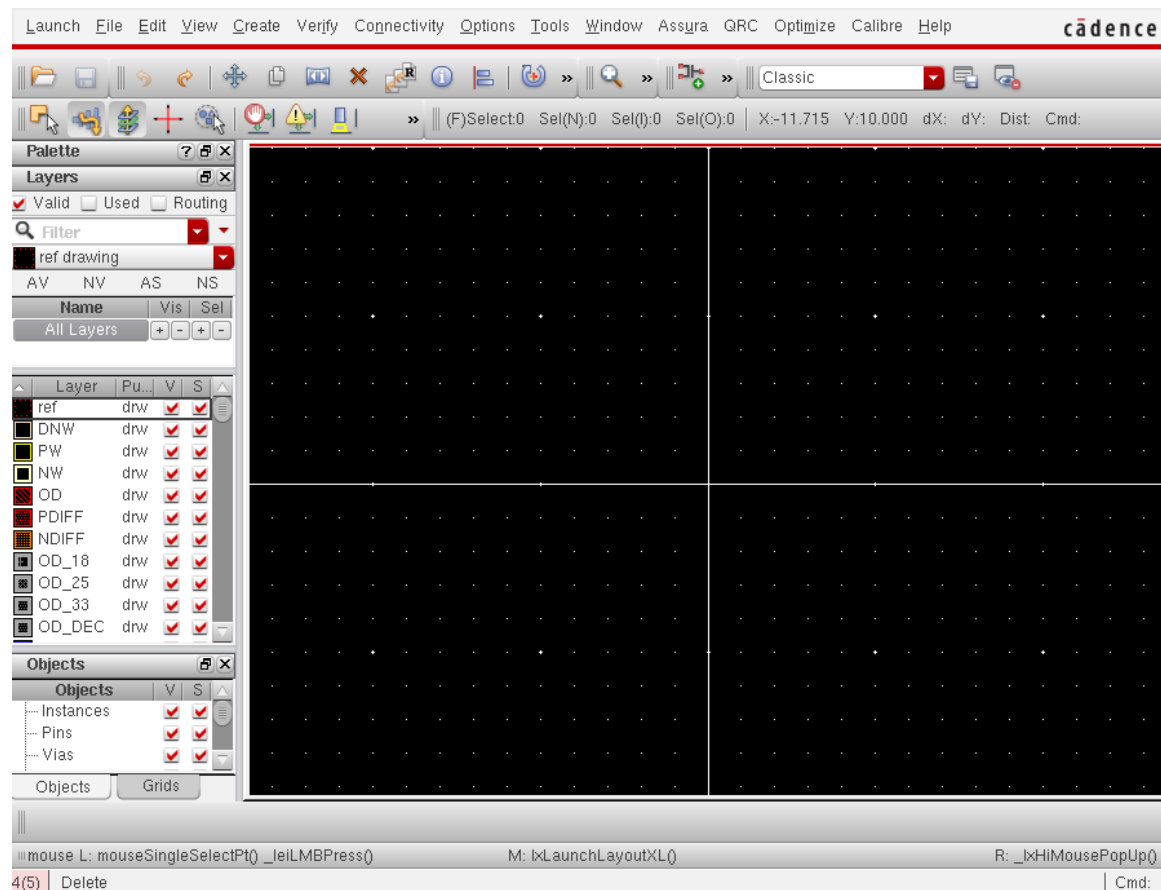 Launch File Edit View Create Verify Connectivity Options Tools Window Assura QRC Optimize Calibre Help cādence
R » » » Classic
» (F)Select:0 Sel(N):0 Sel(I):0 Sel(O):0 X:-11.715 Y:10.000 dX: dY: Dist: Cmd:
Palette
Layers
Valid Used Routing
Filter
ref drawing
AV NV AS NS
Name Vis Sel
All Layers + - + -
Layer Pu... V S
ref drw
DNW drw
PW drw
NW drw
OD drw
PDIFF drw
NDIFF drw
OD_18 drw
OD_25 drw
OD_33 drw
OD_DEC drw
Objects
Objects V S
Instances
Pins
Vias
Objects Grids
mouse L: mouseSingleSelectPt() _leiLMBPress() M: lxLaunchLayoutXL() R: _lxHiMousePopUp()
4(5) Delete Cmd: